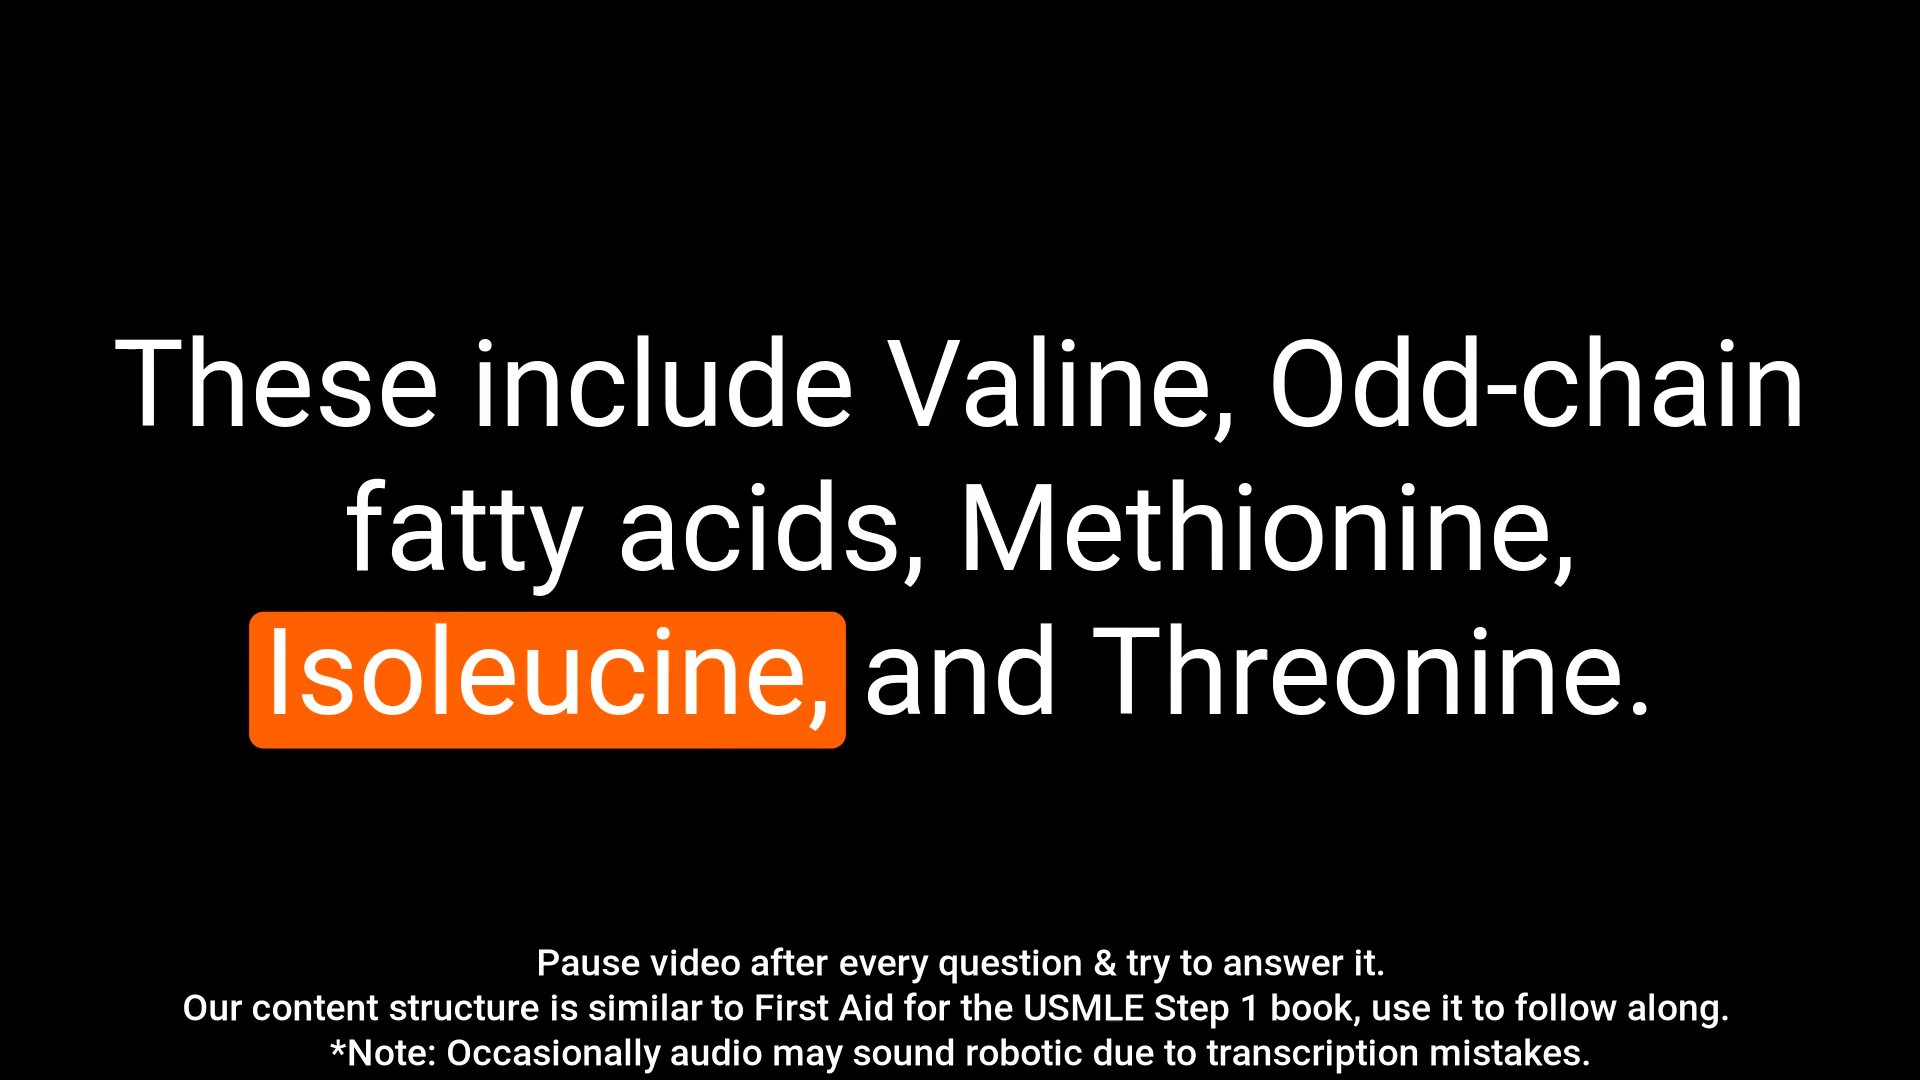 These include Valine, Odd-chain
fatty acids, Methionine,
Isoleucine, and Threonine.
Pause video after every question & try to answer it.
Our content structure is similar to First Aid for the USMLE Step 1 book, use it to follow along.
*Note: Occasionally audio may sound robotic due to transcription mistakes.